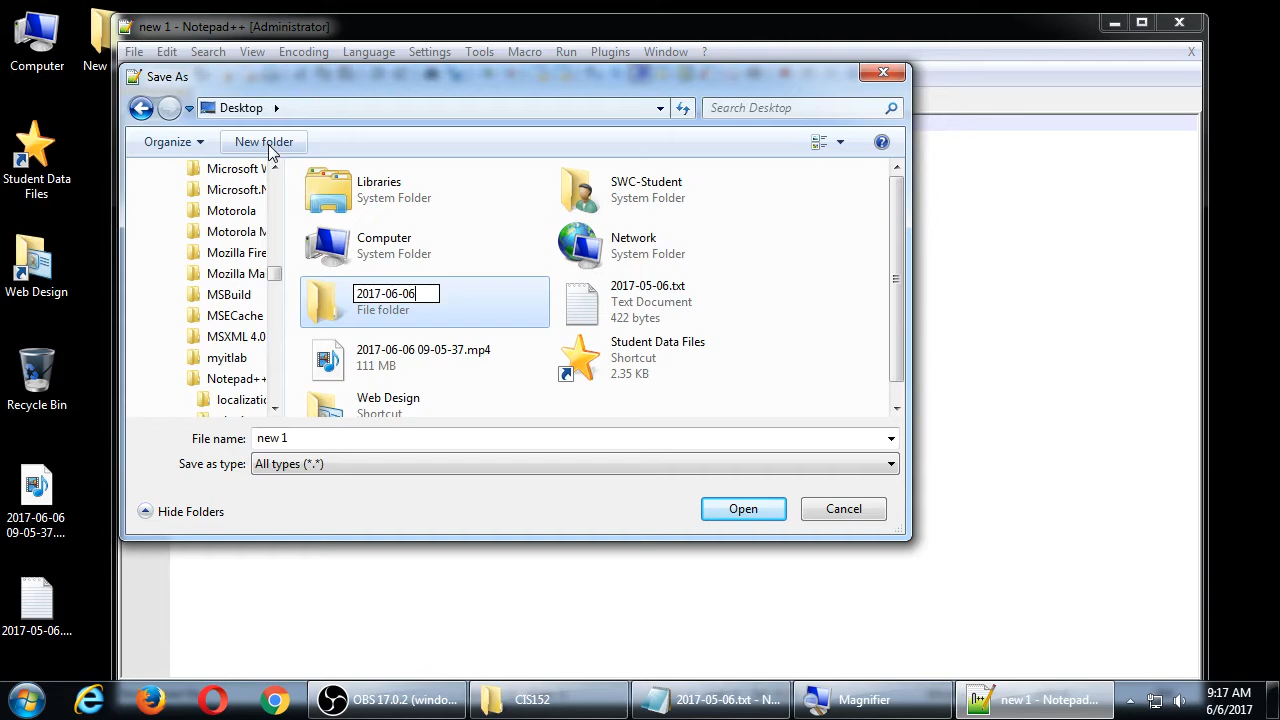 new 1 - Notepad++ [Administrator]
File Edit Search View Encoding Language Settings Tools Macro Run Plugins Window ? X
Save As
Desktop
Search Desktop
Organize
New folder
Microsoft W
Microsoft.N
Motorola
Motorola M
Mozilla Fire
Mozilla Ma
MSBuild
MSECache
MSXML 4.0
myitlab
Notepad++
localizatio
Libraries
System Folder
SWC-Student
System Folder
Computer
System Folder
Network
System Folder
2017-06-06
File folder
2017-05-06.txt
Text Document
422 bytes
2017-06-06 09-05-37.mp4
111 MB
Student Data Files
Shortcut
2.35 KB
Web Design
Shortcut
File name: new 1
Save as type: All types (*.*)
Hide Folders
Open
Cancel
Computer
New
Student Data
Files
Web Design
Recycle Bin
2017-06-06
09-05-37....
2017-05-06....
OBS 17.0.2 (windo...
CIS152
2017-05-06.txt - N...
Magnifier
new 1 - Notepad...
9:17 AM
6/6/2017